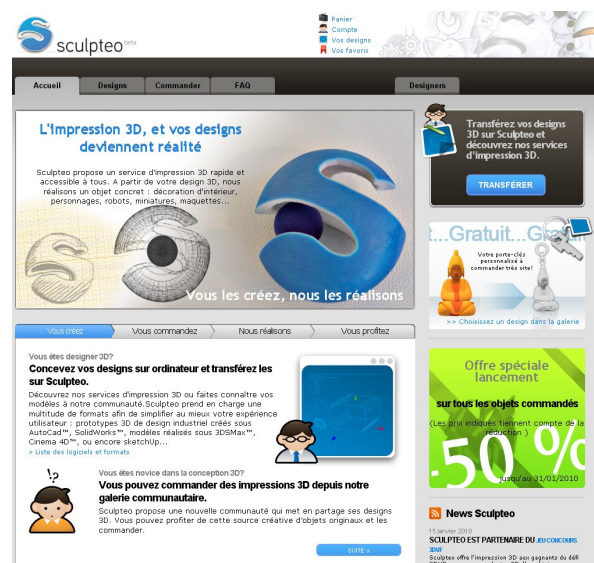 sculpteo beta
Panier
Compte
Vos designs
Vos favoris
Accueil
Designs
Commander
FAQ
Designers
L'impression 3D, et vos designs
deviennent réalité
Sculpteo propose un service d'impression 3D rapide et
accessible à tous. A partir de votre design 3D, nous
réalisons un objet concret : décoration d'intérieur,
personnages, robots, miniatures, maquettes...
Vous les créez, nous les réalisons
Transférez vos designs
3D sur Sculpteo et
découvrez nos services
d'impression 3D.
TRANSFÉRER
t...Gratuit...Gratuit
Votre porte-clés
personnalisé à
commander très vite!
>> Choisissez un design dans la galerie
Vous créez
Vous commandez
Nous réalisons
Vous profitez
Vous êtes designer 3D?
Concevez vos designs sur ordinateur et transférez les
sur Sculpteo.
Découvrez nos services d'impression 3D ou faites connaître vos
modèles à notre communauté.Sculpteo prend en charge une
multitude de formats afin de simplifier au mieux votre expérience
utilisateur : prototypes 3D de design industriel créés sous
AutoCad™, SolidWorks™, modèles réalisés sous 3DSMax™,
Cinema 4D™, ou encore sketchUp...
> Liste des logiciels et formats
!?
Vous êtes novice dans la conception 3D?
Vous pouvez commander des impressions 3D depuis notre
galerie communautaire.
Sculpteo propose une nouvelle communauté qui met en partage ses designs
3D. Vous pouvez profiter de cette source créative d'objets originaux et les
commander.
SUITE »
Offre spéciale
lancement
sur tous les objets commandés
(Les prix indiqués tiennent compte de la
réduction )
-50 %
jusqu'au 31/01/2010
News Sculpteo
15 janvier 2010
SCULPTEO EST PARTENAIRE DU JEU CONCOURS
3DVF
Sculpteo offre l'impression 3D aux gagnants du défi